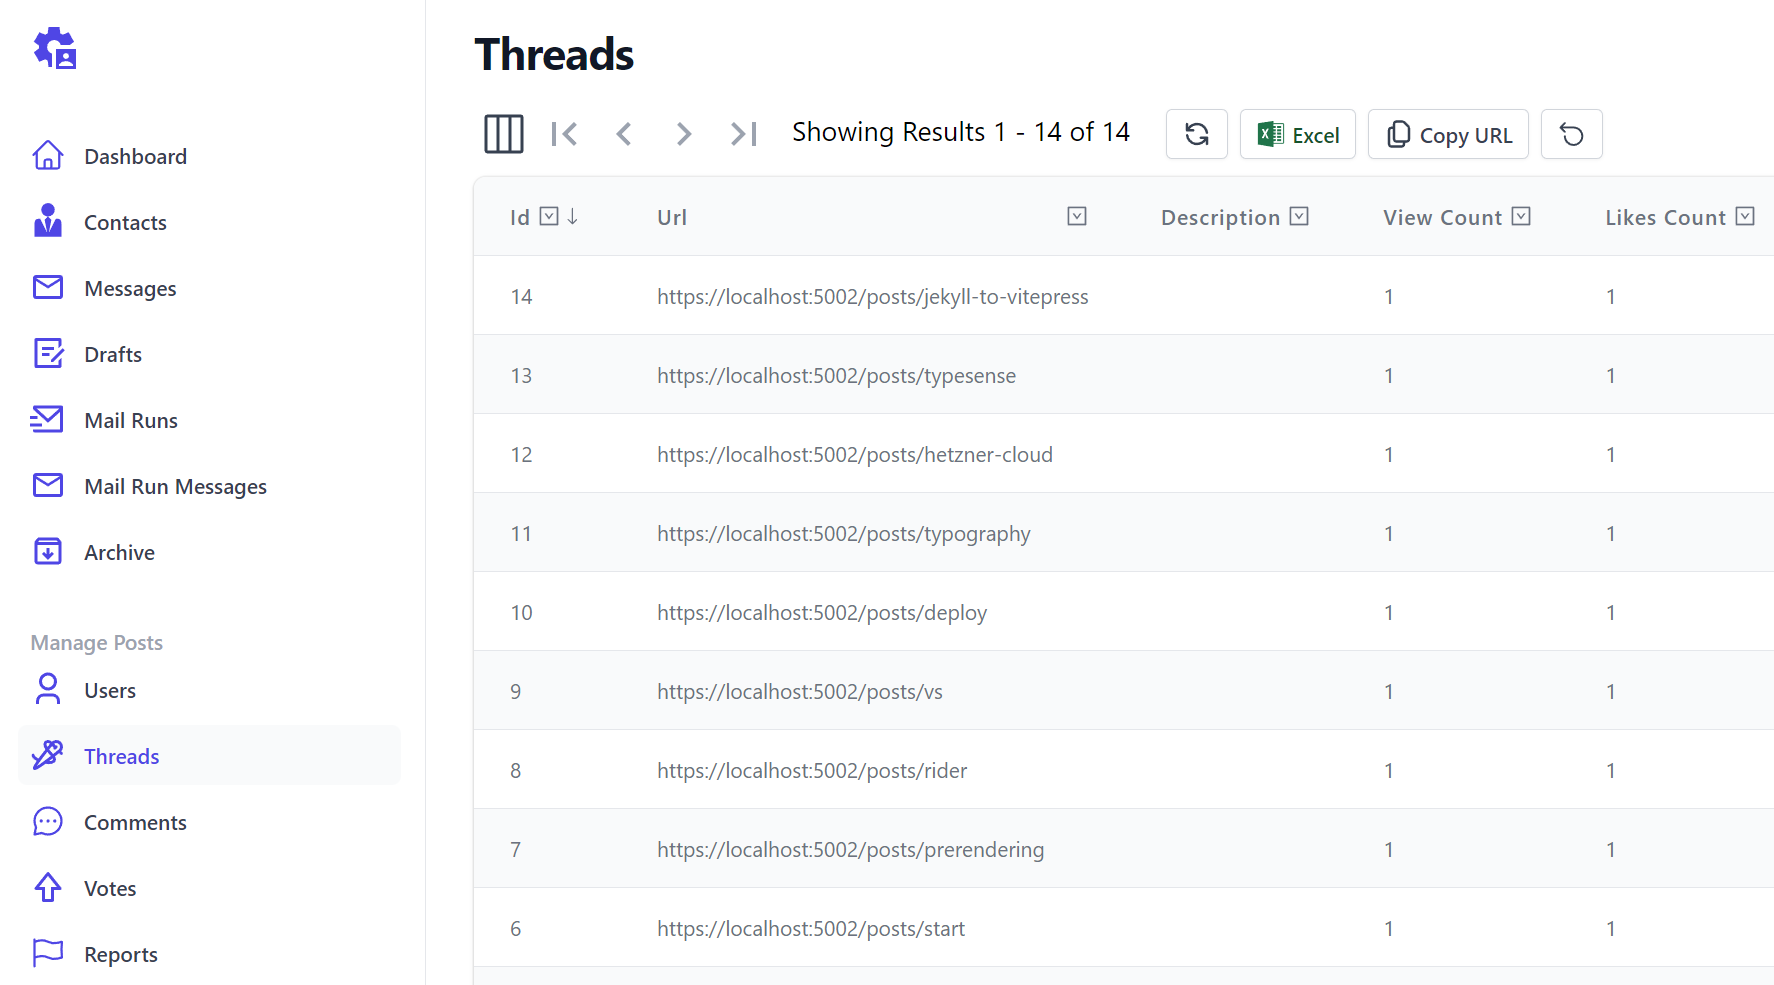 Threads
Showing Results 1 - 14 of 14
Excel
Copy URL
Dashboard
Contacts
Messages
Drafts
Mail Runs
Mail Run Messages
Archive
Manage Posts
Users
Threads
Comments
Votes
Reports
Id Url Description View Count Likes Count
14 https://localhost:5002/posts/jekyll-to-vitepress 1 1
13 https://localhost:5002/posts/typesense 1 1
12 https://localhost:5002/posts/hetzner-cloud 1 1
11 https://localhost:5002/posts/typography 1 1
10 https://localhost:5002/posts/deploy 1 1
9 https://localhost:5002/posts/vs 1 1
8 https://localhost:5002/posts/rider 1 1
7 https://localhost:5002/posts/prerendering 1 1
6 https://localhost:5002/posts/start 1 1